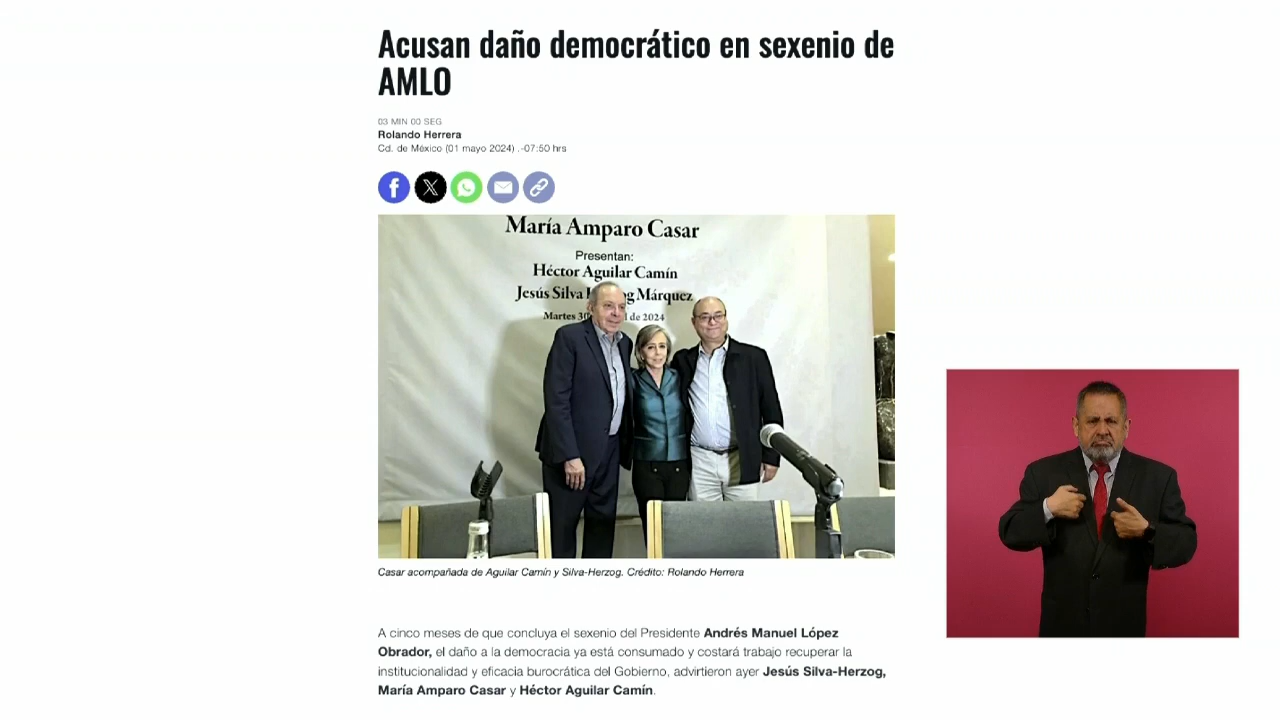 Acusan daño democrático en sexenio de
AMLO
03 MIN 00 SEG
Rolando Herrera
Cd. de México (01 mayo 2024) .-07:50 hrs
María Amparo Casar
Presentan:
Héctor Aguilar Camín
Jesús Silva Márquez
Martes de 2024
Casar acompañada de Aguilar Camín y Silva-Herzog. Crédito: Rolando Herrera
A cinco meses de que concluya el sexenio del Presidente Andrés Manuel López
Obrador, el daño a la democracia ya está consumado y costará trabajo recuperar la
institucionalidad y eficacia burocrática del Gobierno, advirtieron ayer Jesús Silva-Herzog,
María Amparo Casar y Héctor Aguilar Camín.